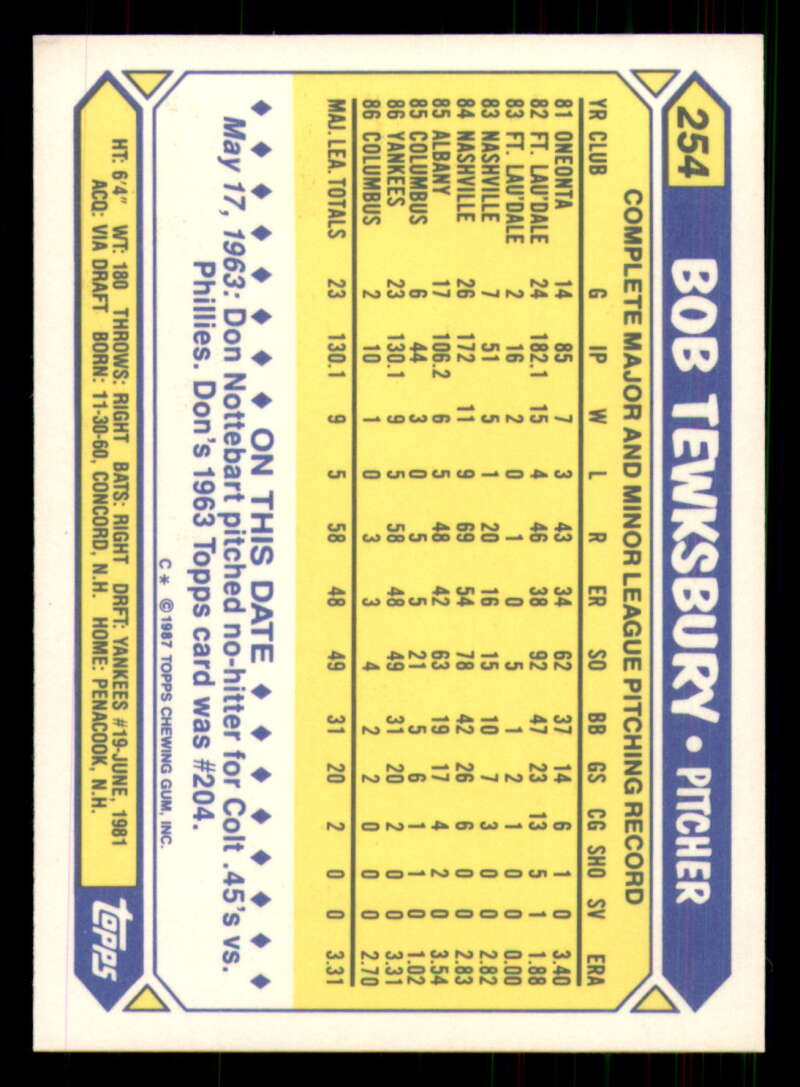 254 BOB TEWKSBURY • PITCHER
COMPLETE MAJOR AND MINOR LEAGUE PITCHING RECORD
YR CLUB G IP W L R ER SO BB GS CG SHO SV ERA
81 ONEONTA 14 85 7 3 43 34 62 37 14 6 1 0 3.40
82 FT. LAU'DALE 24 182.1 15 4 46 38 92 47 23 13 5 1 1.88
83 FT. LAU'DALE 2 16 2 0 1 0 5 1 2 1 0 0 0.00
83 NASHVILLE 7 51 5 1 20 16 15 10 7 3 0 0 2.82
84 NASHVILLE 26 172 11 9 69 54 78 42 26 6 0 0 2.83
85 ALBANY 17 106.2 6 5 48 42 63 19 17 4 2 0 3.54
85 COLUMBUS 6 44 3 0 5 5 21 5 6 1 1 0 1.02
86 YANKEES 23 130.1 9 5 58 48 49 31 20 2 0 0 3.31
86 COLUMBUS 2 10 1 0 3 3 4 2 2 0 0 0 2.70
MAJ. LEA. TOTALS 23 130.1 9 5 58 48 49 31 20 2 0 0 3.31
◆ ◆ ◆ ◆ ◆ ◆ ◆ ◆ ON THIS DATE ◆ ◆ ◆ ◆ ◆ ◆ ◆ ◆
May 17, 1963: Don Nottebart pitched no-hitter for Colt .45's vs.
Phillies. Don's 1963 Topps card was #204.
C* ©1987 TOPPS CHEWING GUM, INC.
HT: 6'4" WT: 180 THROWS: RIGHT BATS: RIGHT DRFT: YANKEES #19-JUNE, 1981
ACQ: VIA DRAFT BORN: 11-30-60, CONCORD, N.H. HOME: PENACOOK, N.H.
topps